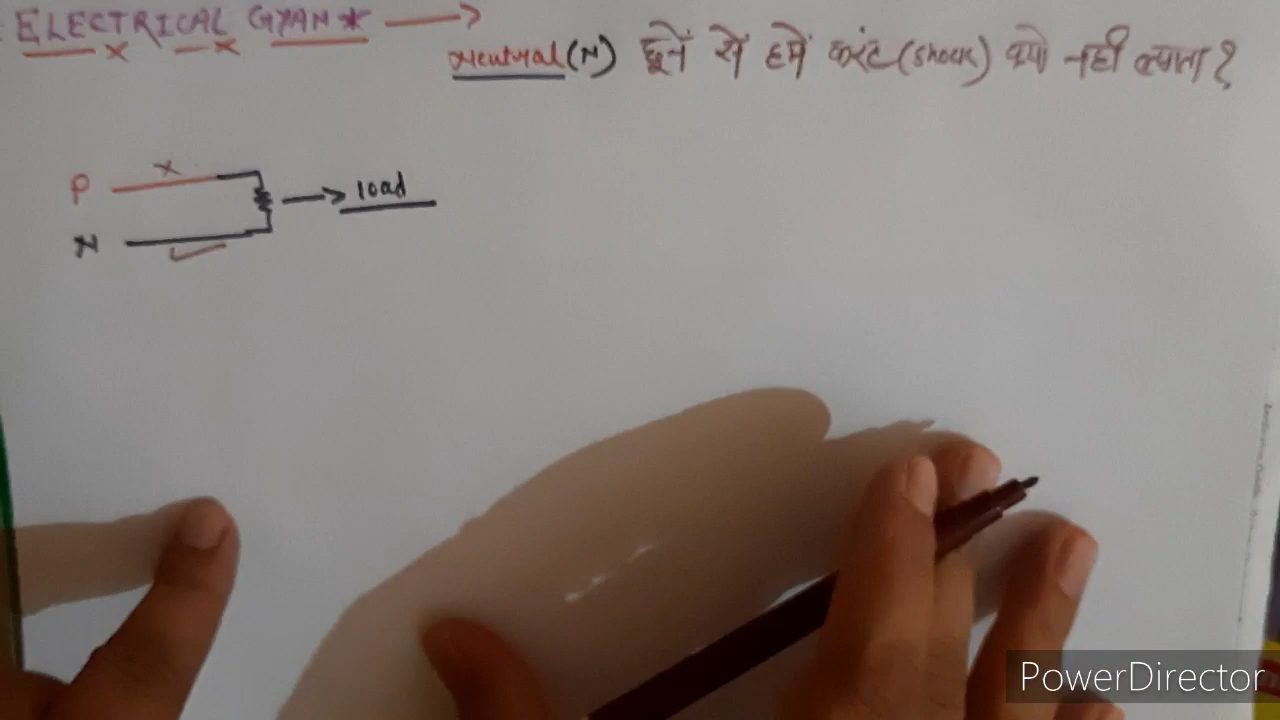 ELECTRICAL GYAN*
Neutral (N) छूनें सें हमें करंट (shock) क्यो नही लगता ?
P x
load
N
PowerDirector